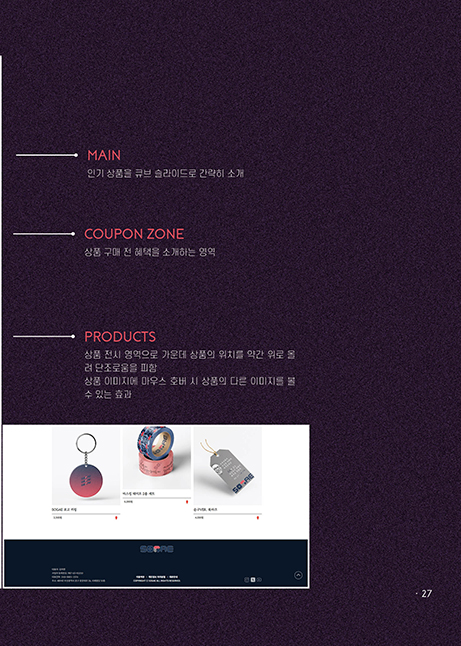 MAIN
인기 상품을 큐브 슬라이드로 간략히 소개
COUPON ZONE
상품 구매 전 혜택을 소개하는 영역
PRODUCTS
상품 전시 영역으로 가운데 상품의 위치를 약간 위로 올
려 단조로움을 피함
상품 이미지에 마우스 호버 시 상품의 다른 이미지를 볼
수 있는 효과
· 27